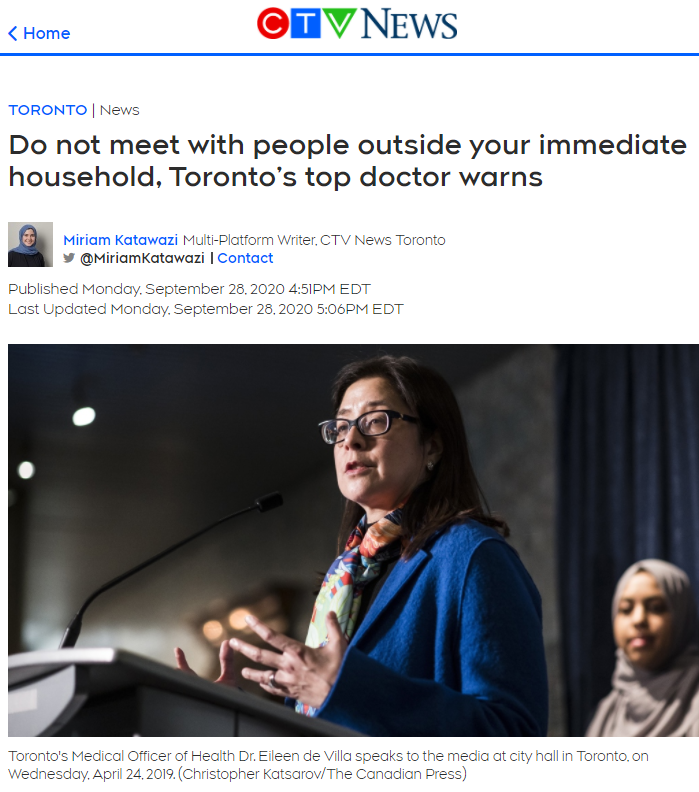 Home
CTV NEWS
TORONTO | News
Do not meet with people outside your immediate
household, Toronto's top doctor warns
Miriam Katawazi Multi-Platform Writer, CTV News Toronto
@MiriamKatawazi | Contact
Published Monday, September 28, 2020 4:51PM EDT
Last Updated Monday, September 28, 2020 5:06PM EDT
Toronto's Medical Officer of Health Dr. Eileen de Villa speaks to the media at city hall in Toronto, on
Wednesday, April 24, 2019. (Christopher Katsarov/The Canadian Press)